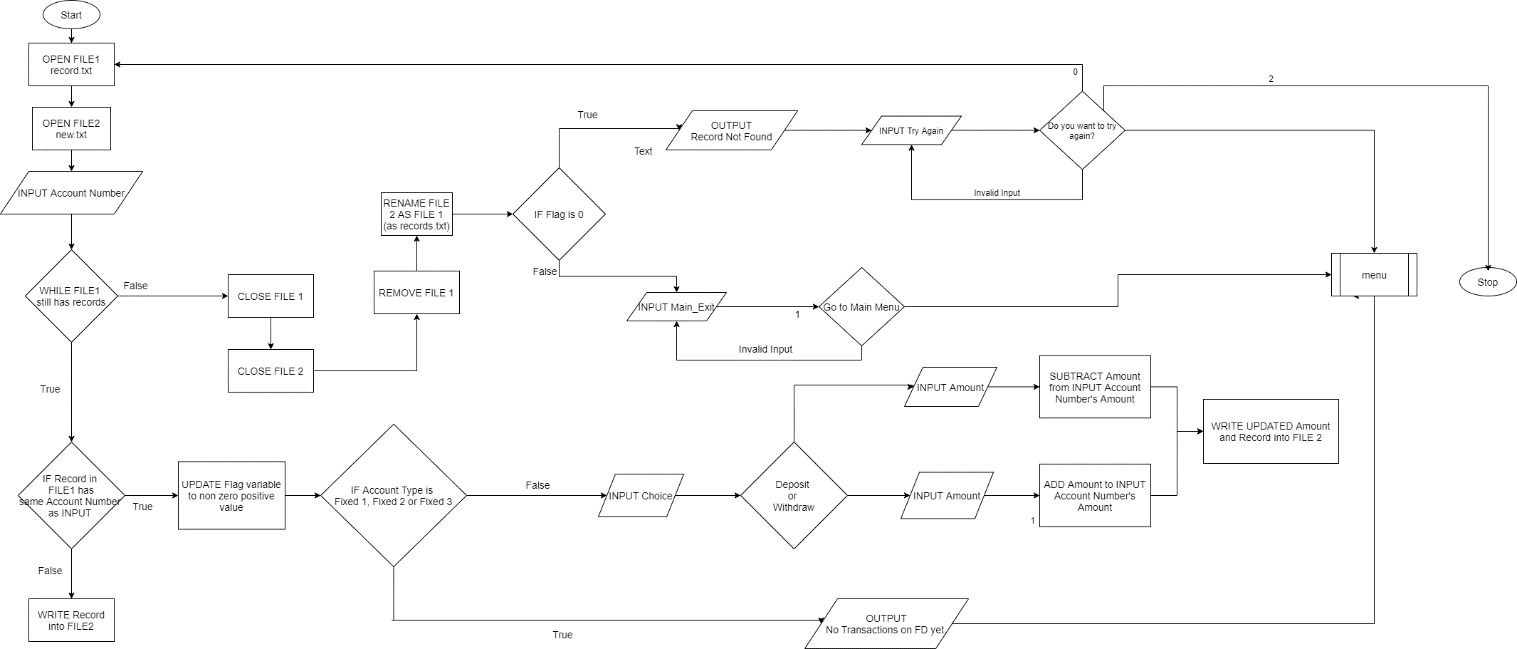 Start
OPEN FILE1
record.txt
OPEN FILE2
new.txt
INPUT Account Number
WHILE FILE1
still has records
False
True
CLOSE FILE 1
CLOSE FILE 2
REMOVE FILE 1
RENAME FILE
2 AS FILE 1
(as records.txt)
IF Flag is 0
True
Text
False
OUTPUT
Record Not Found
INPUT Try Again
Do you want to try
again?
0
2
Invalid Input
INPUT Main_Exit
1
Go to Main Menu
Invalid Input
menu
Stop
IF Record in
FILE1 has
same Account Number
as INPUT
True
False
WRITE Record
into FILE2
UPDATE Flag variable
to non zero positive
value
IF Account Type is
Fixed 1, Fixed 2 or Fixed 3
False
True
INPUT Choice
Deposit
or
Withdraw
INPUT Amount
SUBTRACT Amount
from INPUT Account
Number's Amount
INPUT Amount
1
ADD Amount to INPUT
Account Number's
Amount
WRITE UPDATED Amount
and Record into FILE 2
OUTPUT
No Transactions on FD yet